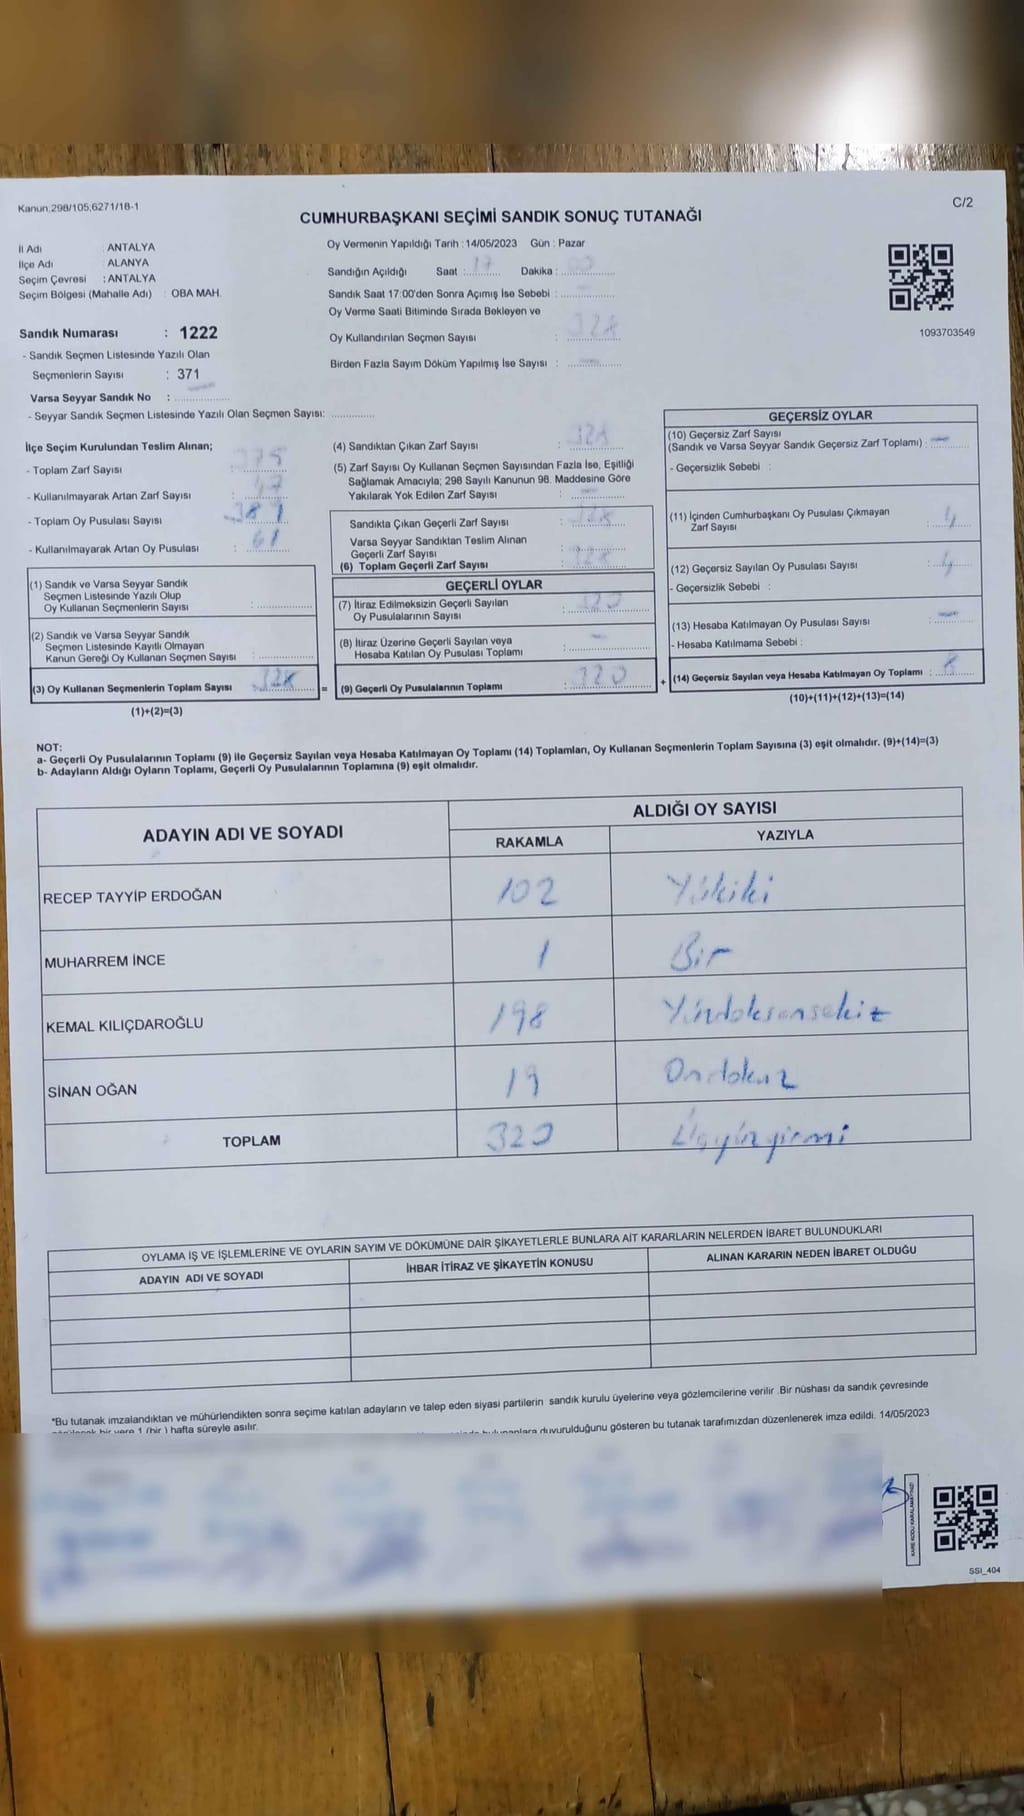 Kanun:298/105,6271/18-1
C/2
CUMHURBAŞKANI SEÇİMİ SANDIK SONUÇ TUTANAĞI
İl Adı : ANTALYA
İlçe Adı : ALANYA
Seçim Çevresi : ANTALYA
Seçim Bölgesi (Mahalle Adı) : OBA MAH.
Sandık Numarası : 1222
- Sandık Seçmen Listesinde Yazılı Olan
Seçmenlerin Sayısı : 371
Varsa Seyyar Sandık No :
- Seyyar Sandık Seçmen Listesinde Yazılı Olan Seçmen Sayısı:
Oy Vermenin Yapıldığı Tarih : 14/05/2023 Gün : Pazar
Sandığın Açıldığı Saat : 17 Dakika : 00
Sandık Saat 17:00'den Sonra Açımış İse Sebebi :
Oy Verme Saati Bitiminde Sırada Bekleyen ve
Oy Kullandırılan Seçmen Sayısı : 328
Birden Fazla Sayım Döküm Yapılmış İse Sayısı : —
1093703549
İlçe Seçim Kurulundan Teslim Alınan;
- Toplam Zarf Sayısı : 375
- Kullanılmayarak Artan Zarf Sayısı : 47
- Toplam Oy Pusulası Sayısı : 
- Kullanılmayarak Artan Oy Pusulası : 61
(1) Sandık ve Varsa Seyyar Sandık
Seçmen Listesinde Yazılı Olup
Oy Kullanan Seçmenlerin Sayısı :
(2) Sandık ve Varsa Seyyar Sandık
Seçmen Listesinde Kayıtlı Olmayan
Kanun Gereği Oy Kullanan Seçmen Sayısı :
(3) Oy Kullanan Seçmenlerin Toplam Sayısı 328 =
(1)+(2)=(3)
(4) Sandıktan Çıkan Zarf Sayısı : 328
(5) Zarf Sayısı Oy Kullanan Seçmen Sayısından Fazla İse, Eşitliği
Sağlamak Amacıyla; 298 Sayılı Kanunun 98. Maddesine Göre
Yakılarak Yok Edilen Zarf Sayısı : —
Sandıkta Çıkan Geçerli Zarf Sayısı : 328
Varsa Seyyar Sandıktan Teslim Alınan
Geçerli Zarf Sayısı :
(6) Toplam Geçerli Zarf Sayısı : 328
GEÇERLİ OYLAR
(7) İtiraz Edilmeksizin Geçerli Sayılan
Oy Pusulalarının Sayısı : 320
(8) İtiraz Üzerine Geçerli Sayılan veya
Hesaba Katılan Oy Pusulası Toplamı : —
(9) Geçerli Oy Pusulalarının Toplamı : 320 +
GEÇERSİZ OYLAR
(10) Geçersiz Zarf Sayısı
(Sandık ve Varsa Seyyar Sandık Geçersiz Zarf Toplamı) : —
- Geçersizlik Sebebi :
(11) İçinden Cumhurbaşkanı Oy Pusulası Çıkmayan
Zarf Sayısı : 4
(12) Geçersiz Sayılan Oy Pusulası Sayısı : 4
- Geçersizlik Sebebi :
(13) Hesaba Katılmayan Oy Pusulası Sayısı : —
- Hesaba Katılmama Sebebi :
(14) Geçersiz Sayılan veya Hesaba Katılmayan Oy Toplamı : 8
(10)+(11)+(12)+(13)=(14)
NOT:
a- Geçerli Oy Pusulalarının Toplamı (9) ile Geçersiz Sayılan veya Hesaba Katılmayan Oy Toplamı (14) Toplamları, Oy Kullanan Seçmenlerin Toplam Sayısına (3) eşit olmalıdır. (9)+(14)=(3)
b- Adayların Aldığı Oyların Toplamı, Geçerli Oy Pusulalarının Toplamına (9) eşit olmalıdır.
ADAYIN ADI VE SOYADI
ALDIĞI OY SAYISI
RAKAMLA YAZIYLA
RECEP TAYYİP ERDOĞAN 102 Yüziki
MUHARREM İNCE 1 Bir
KEMAL KILIÇDAROĞLU 198 Yüzdoksansekiz
SİNAN OĞAN 19 Ondokuz
TOPLAM 320 Üçyüzyirmi
OYLAMA İŞ VE İŞLEMLERİNE VE OYLARIN SAYIM VE DÖKÜMÜNE DAİR ŞİKAYETLERLE BUNLARA AİT KARARLARIN NELERDEN İBARET BULUNDUKLARI
ADAYIN ADI VE SOYADI İHBAR İTİRAZ VE ŞİKAYETİN KONUSU ALINAN KARARIN NEDEN İBARET OLDUĞU
*Bu tutanak imzalandıktan ve mühürlendikten sonra seçime katılan adayların ve talep eden siyasi partilerin sandık kurulu üyelerine veya gözlemcilerine verilir .Bir nüshası da sandık çevresinde
bir yere 1 (bir ) hafta süreyle asılır.
duyurulduğunu gösteren bu tutanak tarafımızdan düzenlenerek imza edildi. 14/05/2023
KARE KODU KARALAMAYINIZ!
SSI_404